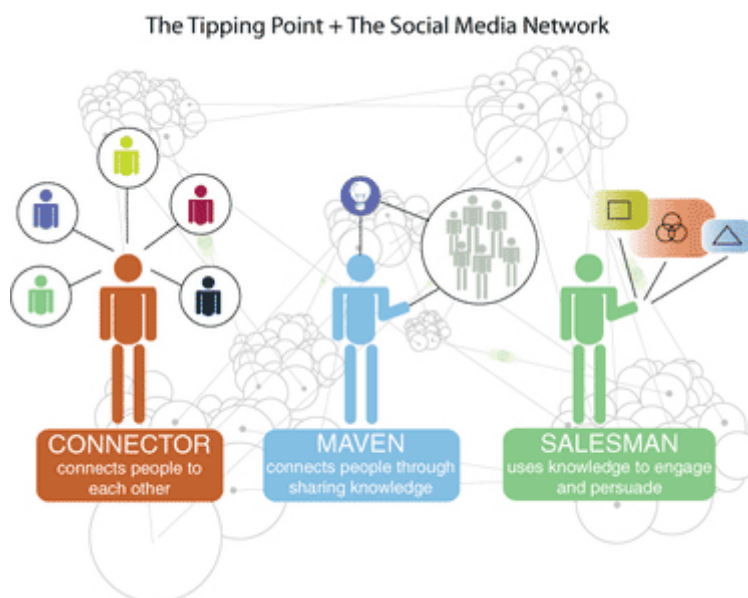 The Tipping Point + The Social Media Network
CONNECTOR
connects people to
each other
MAVEN
connects people through
sharing knowledge
SALESMAN
uses knowledge to engage
and persuade